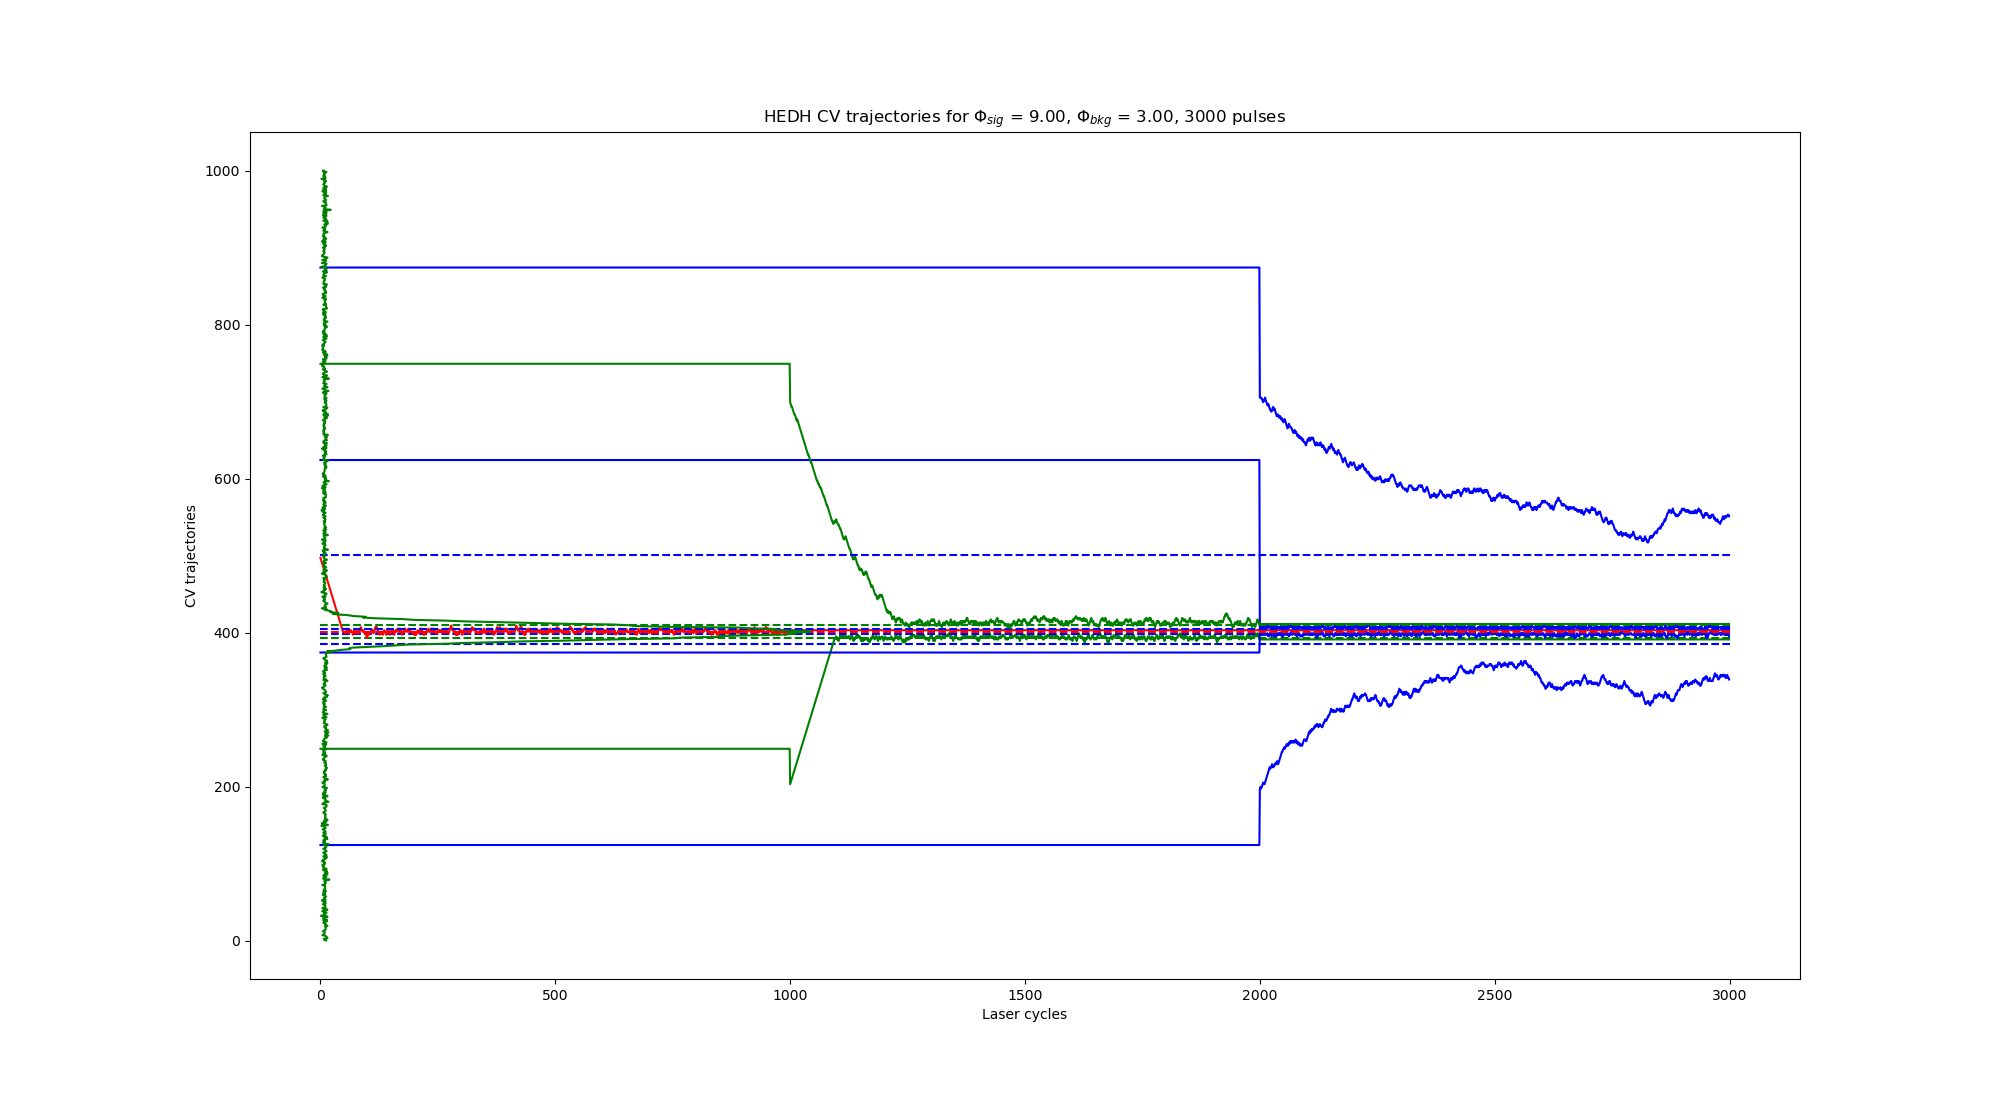 HEDH CV trajectories for Φsig = 9.00, Φbkg = 3.00, 3000 pulses
1000
800
600
400
200
0
CV trajectories
0 500 1000 1500 2000 2500 3000
Laser cycles